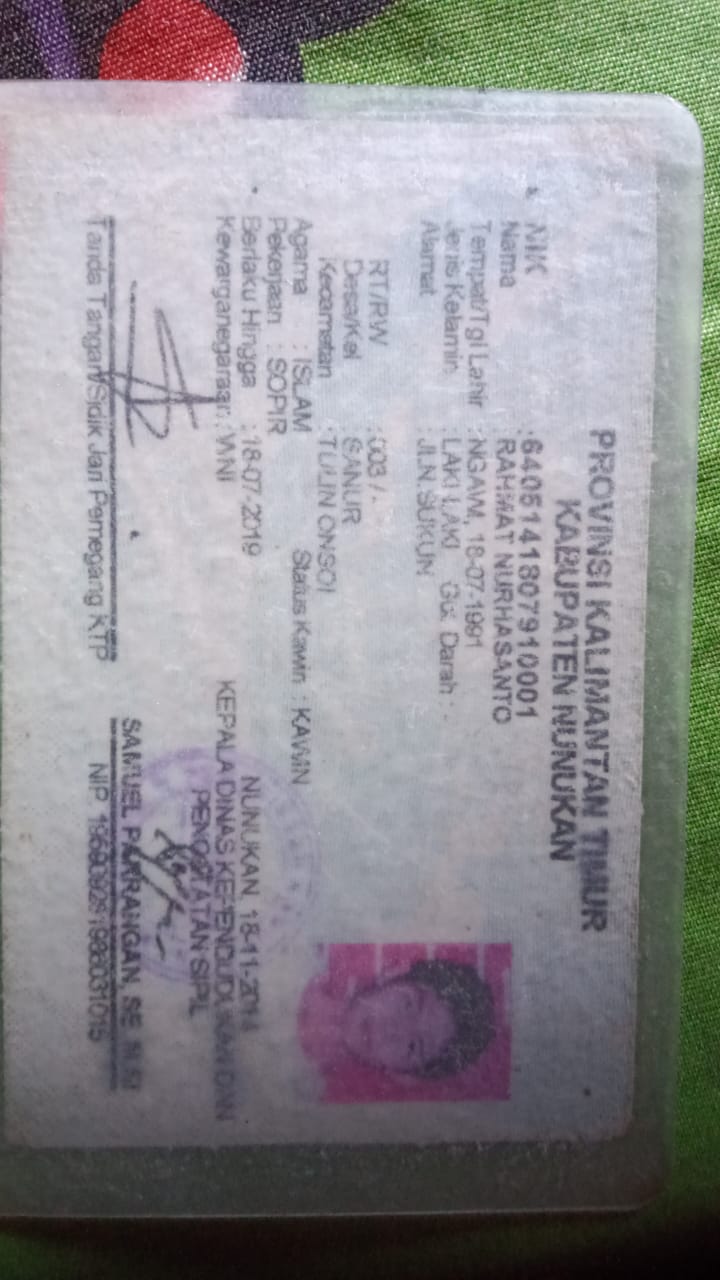 PROVINSI KALIMANTAN TIMUR
KABUPATEN NUNUKAN
NIK : 6405141807910001
Nama : RAHMAT NURHASANTO
Tempat/Tgl Lahir : NGAWI, 18-07-1991
Jenis Kelamin : LAKI LAKI Gol. Darah : -
Alamat : JLN SUKUN
RT/RW : 003 / -
Desa/Kel : SANUR
Kecamatan : TULIN ONSOI
Agama : ISLAM Status Kawin : KAWIN
Pekerjaan : SOPIR
Berlaku Hingga : 18-07-2019
Kewarganegaraan : WNI
NUNUKAN, 18-11-2014
KEPALA DINAS KEPENDUDUKAN DAN
PENCATATAN SIPIL
Tanda Tangan/Sidik Jari Pemegang KTP
SAMUEL PARRANGAN, SE
NIP.